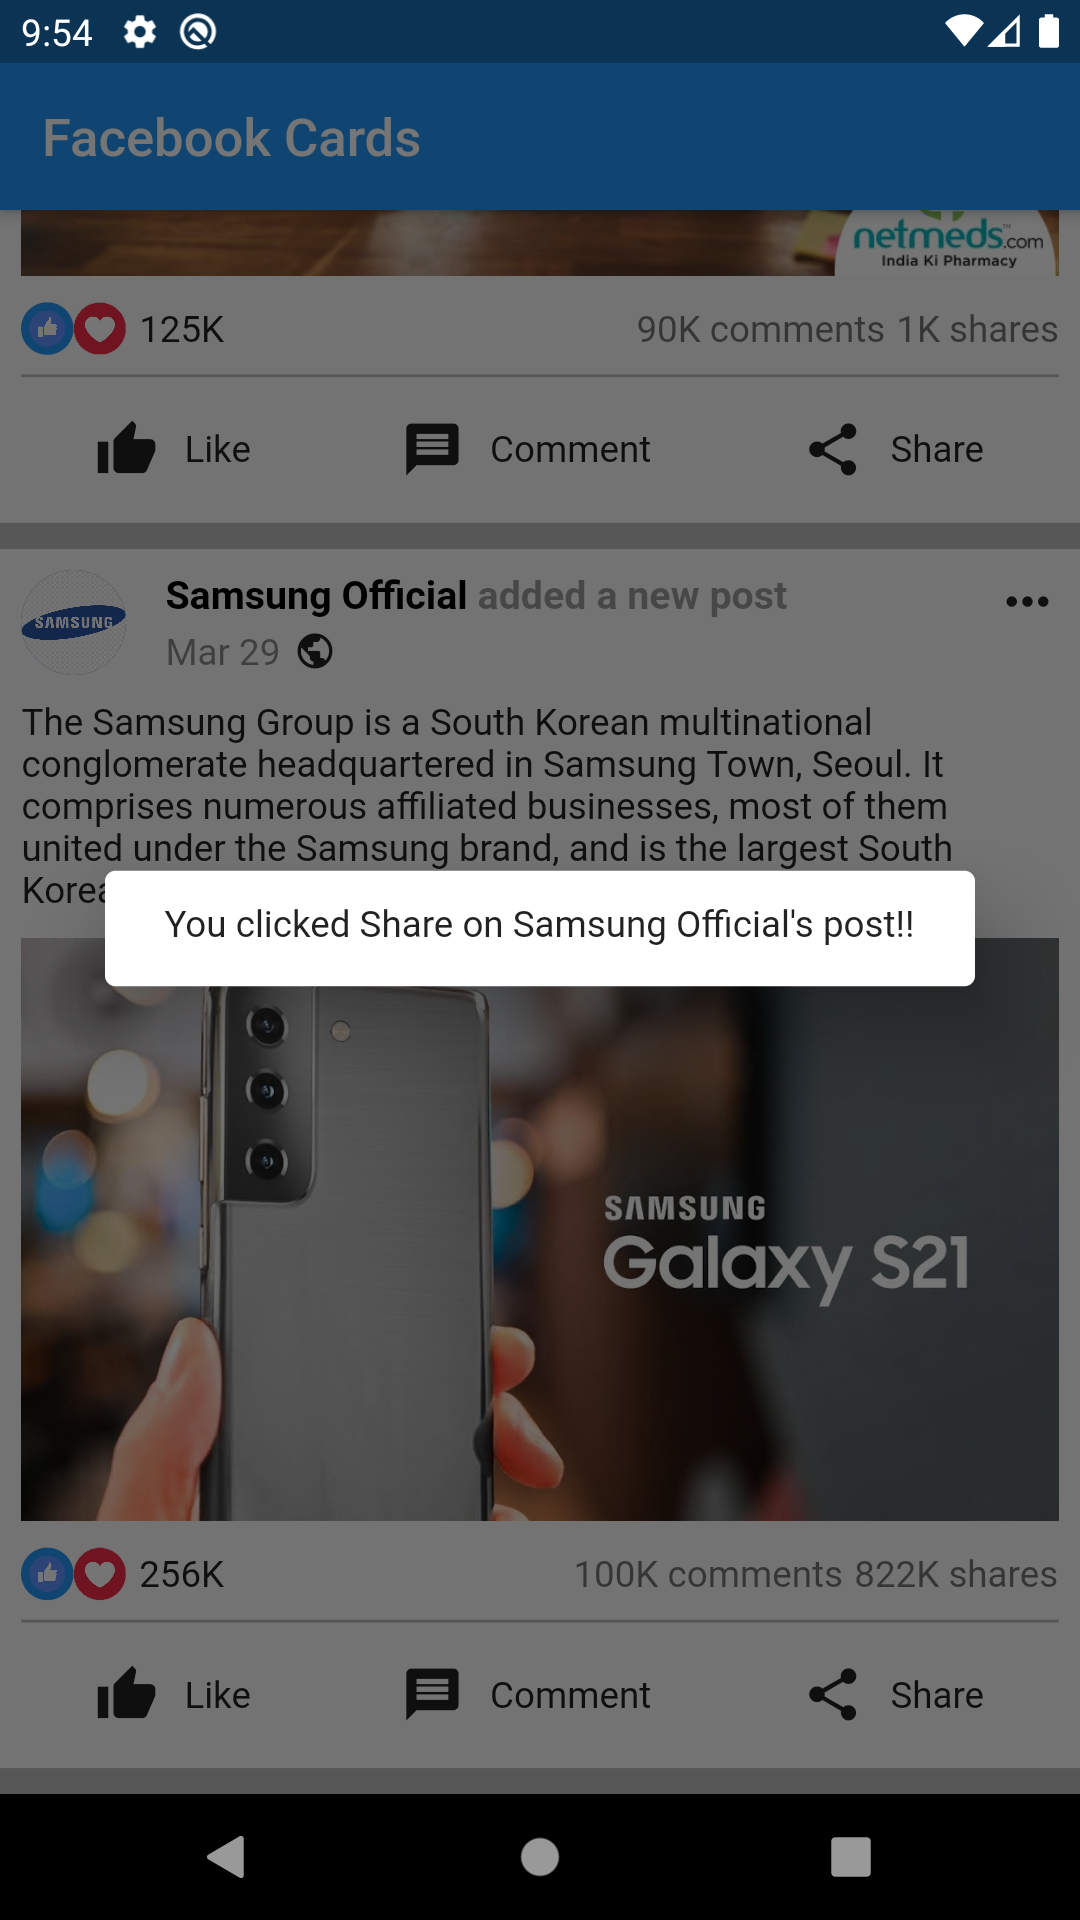 9:54
Facebook Cards
netmeds.com
India Ki Pharmacy
125K 90K comments 1K shares
Like Comment Share
SAMSUNG
Samsung Official added a new post
Mar 29
The Samsung Group is a South Korean multinational
conglomerate headquartered in Samsung Town, Seoul. It
comprises numerous affiliated businesses, most of them
united under the Samsung brand, and is the largest South
You clicked Share on Samsung Official's post!!
SAMSUNG
Galaxy S21
256K 100K comments 822K shares
Like Comment Share